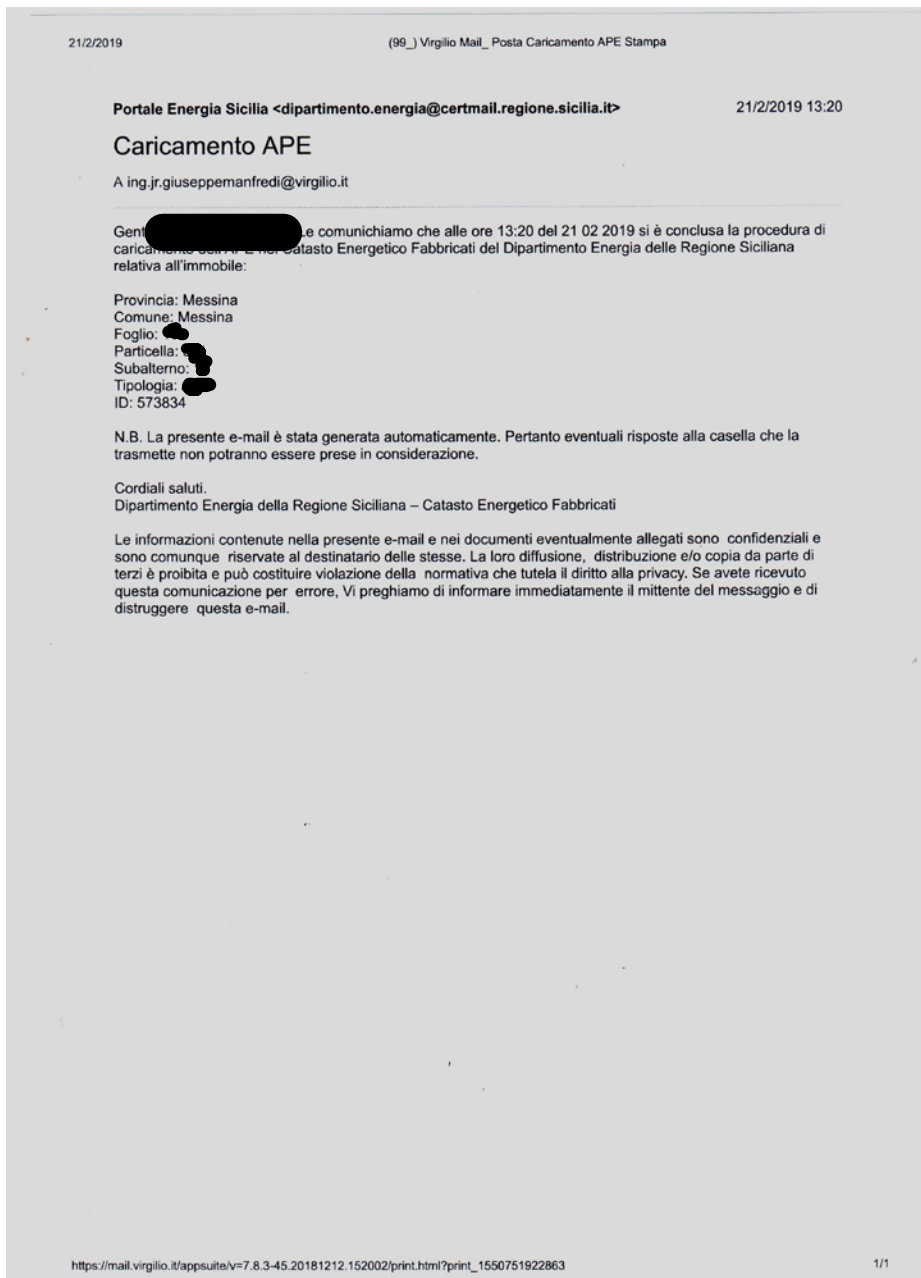 21/2/2019 (99_) Virgilio Mail_ Posta Caricamento APE Stampa
Portale Energia Sicilia <dipartimento.energia@certmail.regione.sicilia.it> 21/2/2019 13:20
Caricamento APE
A ing.jr.giuseppemanfredi@virgilio.it
Gent Le comunichiamo che alle ore 13:20 del 21 02 2019 si è conclusa la procedura di
Catasto Energetico Fabbricati del Dipartimento Energia delle Regione Siciliana
relativa all'immobile:
Provincia: Messina
Comune: Messina
Foglio:
Particella:
Subalterno:
Tipologia:
ID: 573834
N.B. La presente e-mail è stata generata automaticamente. Pertanto eventuali risposte alla casella che la
trasmette non potranno essere prese in considerazione.
Cordiali saluti.
Dipartimento Energia della Regione Siciliana – Catasto Energetico Fabbricati
Le informazioni contenute nella presente e-mail e nei documenti eventualmente allegati sono confidenziali e
sono comunque riservate al destinatario delle stesse. La loro diffusione, distribuzione e/o copia da parte di
terzi è proibita e può costituire violazione della normativa che tutela il diritto alla privacy. Se avete ricevuto
questa comunicazione per errore, Vi preghiamo di informare immediatamente il mittente del messaggio e di
distruggere questa e-mail.
https://mail.virgilio.it/appsuite/v=7.8.3-45.20181212.152002/print.html?print_1550751922863 1/1